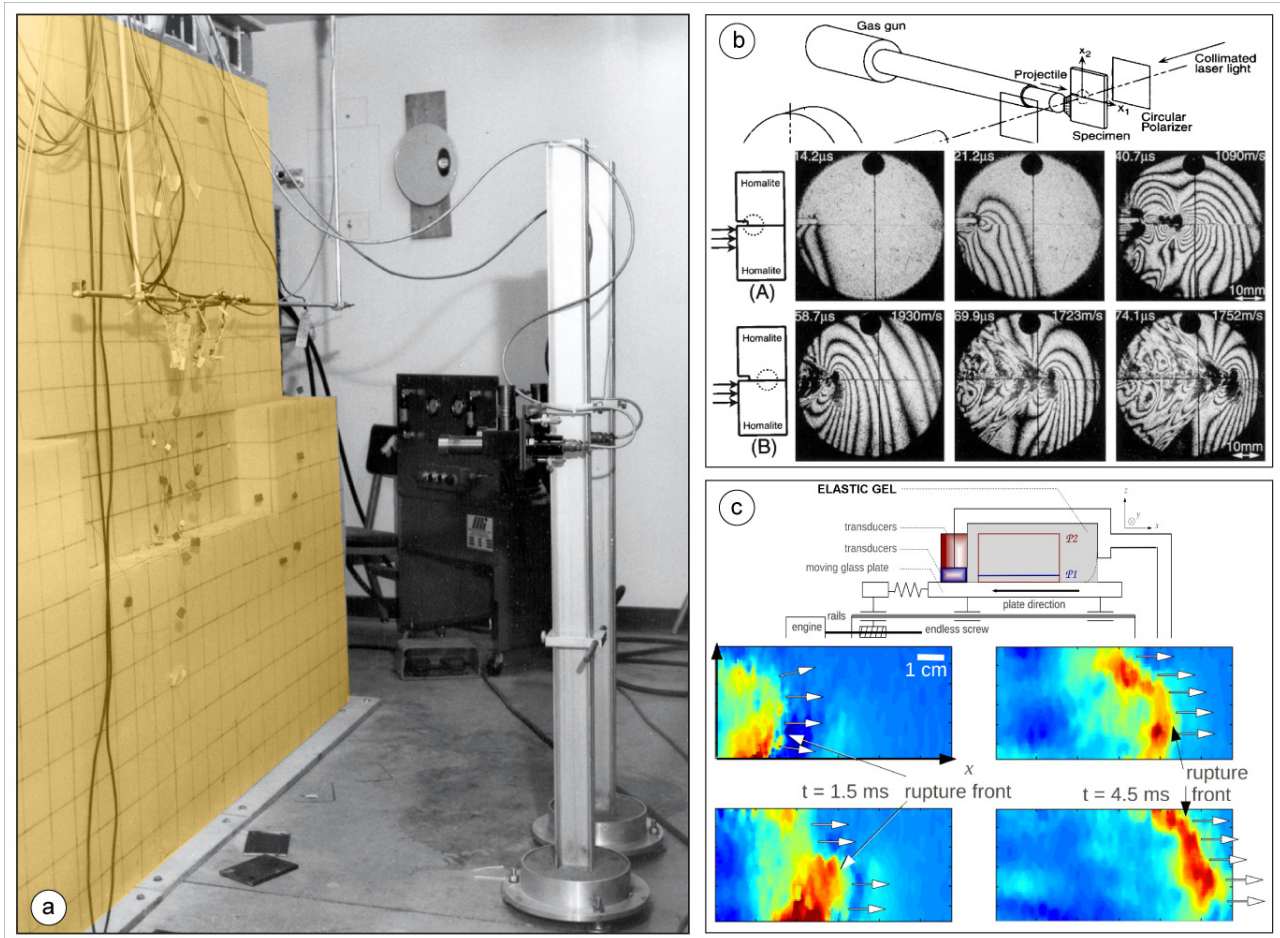 a
b
Gas gun
Projectile
x2
x1
Specimen
Circular
Polarizer
Collimated
laser light
Homalite
Homalite
(A)
14.2µs
21.2µs
40.7µs 1090m/s
10mm
Homalite
Homalite
(B)
58.7µs 1930m/s
69.9µs 1723m/s
74.1µs 1752m/s
10mm
c
ELASTIC GEL
transducers
transducers
moving glass plate
P2
P1
z
y
x
plate direction
rails
engine
endless screw
1 cm
x
t = 1.5 ms
rupture front
t = 4.5 ms
rupture
front